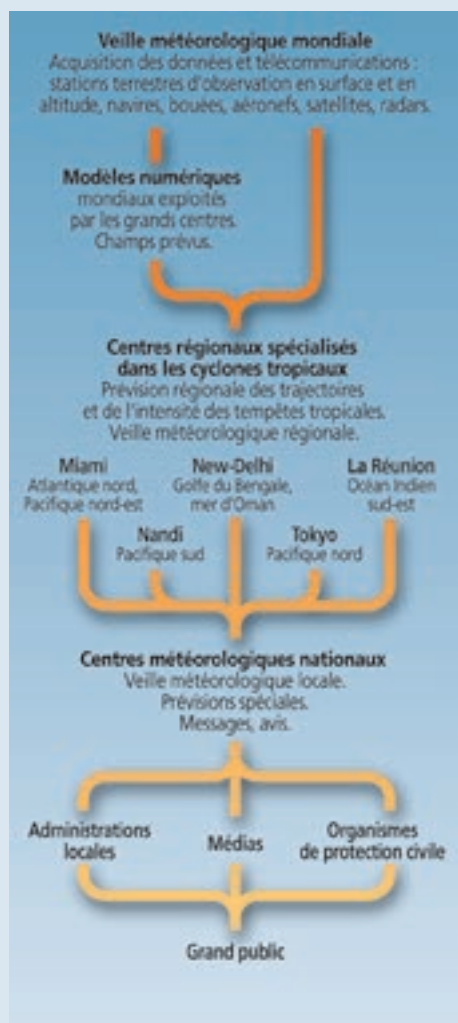 Veille météorologique mondiale
Acquisition des données et télécommunications :
stations terrestres d'observation en surface et en
altitude, navires, bouées, aéronefs, satellites, radars.
Modèles numériques
mondiaux exploités
par les grands centres.
Champs prévus.
Centres régionaux spécialisés
dans les cyclones tropicaux
Prévision régionale des trajectoires
et de l'intensité des tempêtes tropicales.
Veille météorologique régionale.
Miami
Atlantique nord,
Pacifique nord-est
New-Delhi
Golfe du Bengale,
mer d'Oman
La Réunion
Océan Indien
sud-est
Nandi
Pacifique sud
Tokyo
Pacifique nord
Centres météorologiques nationaux
Veille météorologique locale.
Prévisions spéciales.
Messages, avis.
Administrations
locales
Médias
Organismes
de protection civile
Grand public